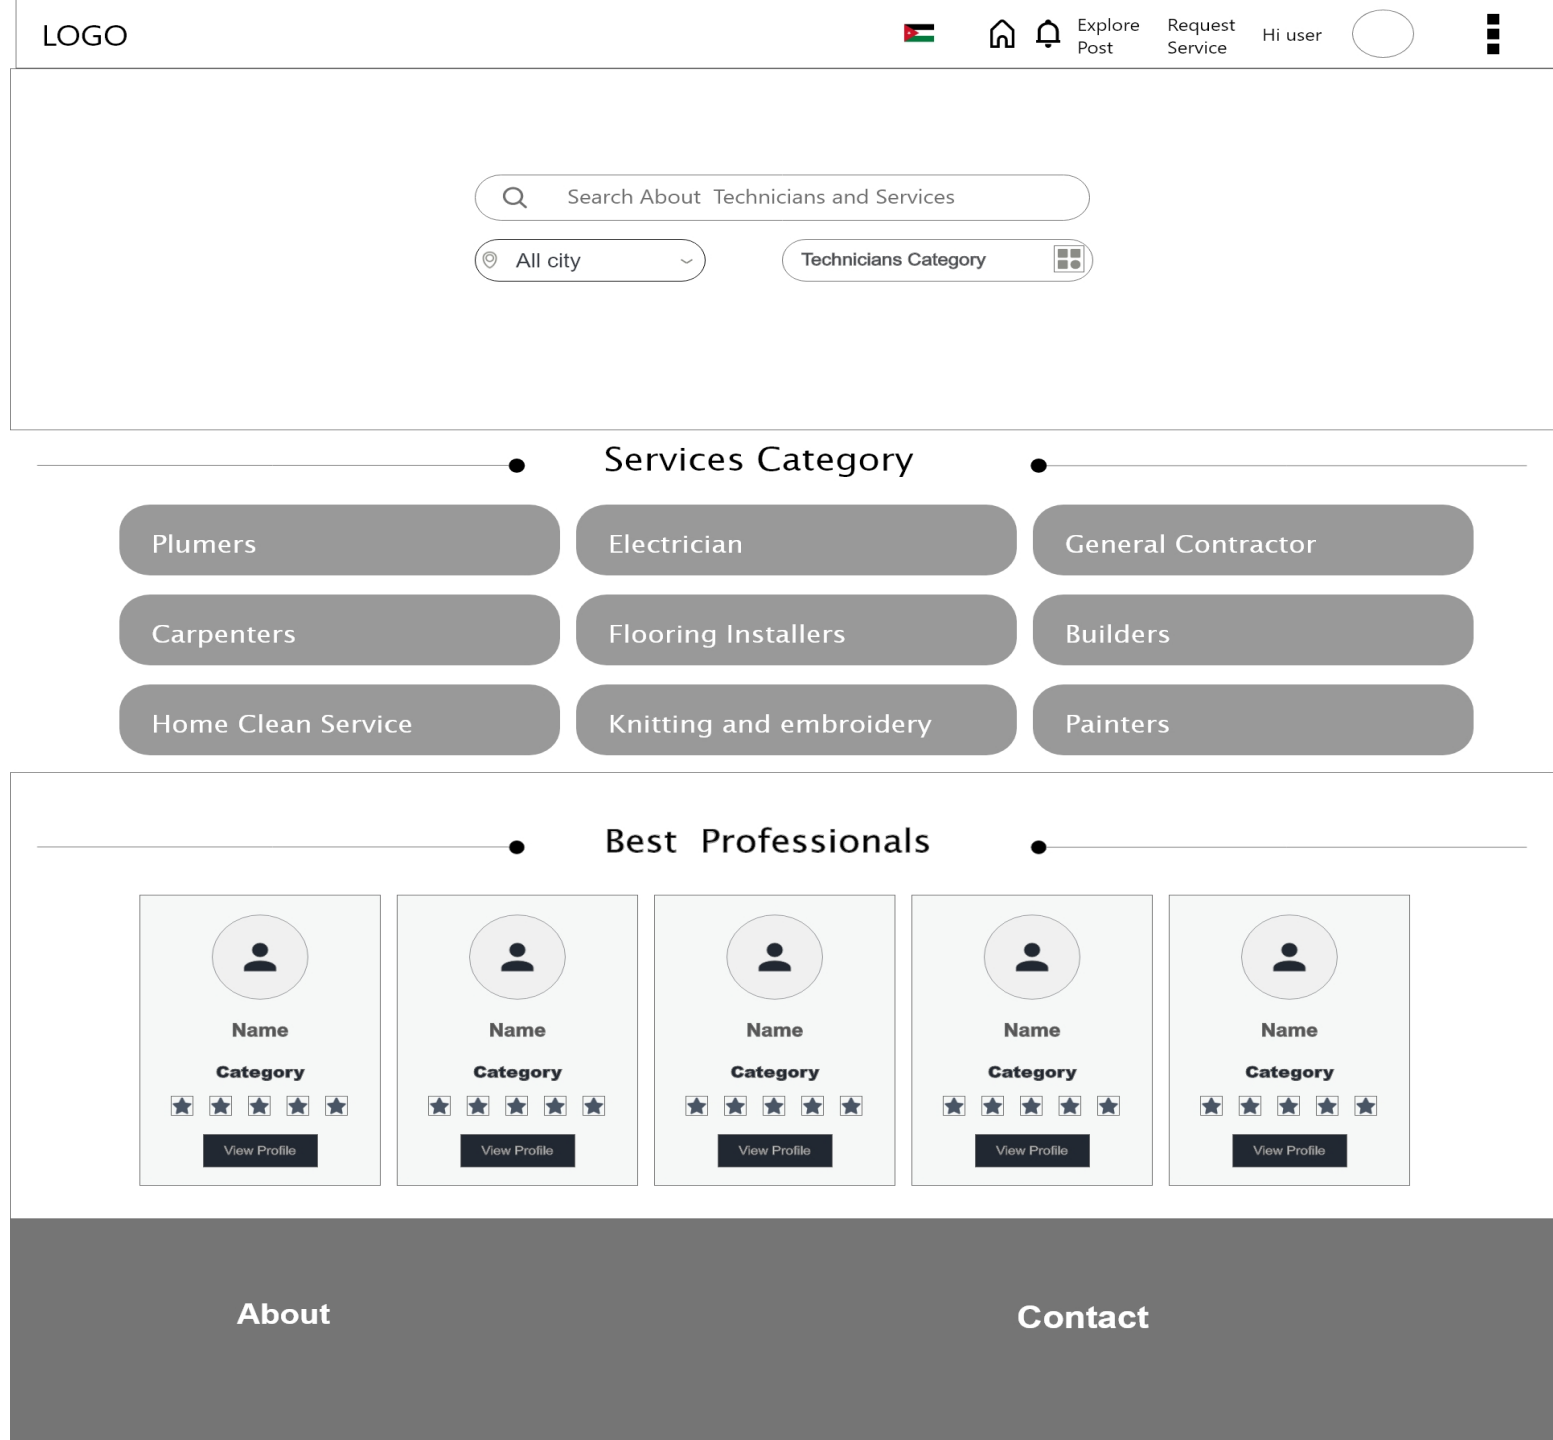 LOGO
Explore
Post
Request
Service
Hi user
Search About Technicians and Services
All city
Technicians Category
Services Category
Plumers
Electrician
General Contractor
Carpenters
Flooring Installers
Builders
Home Clean Service
Knitting and embroidery
Painters
Best Professionals
Name
Category
View Profile
Name
Category
View Profile
Name
Category
View Profile
Name
Category
View Profile
Name
Category
View Profile
About
Contact